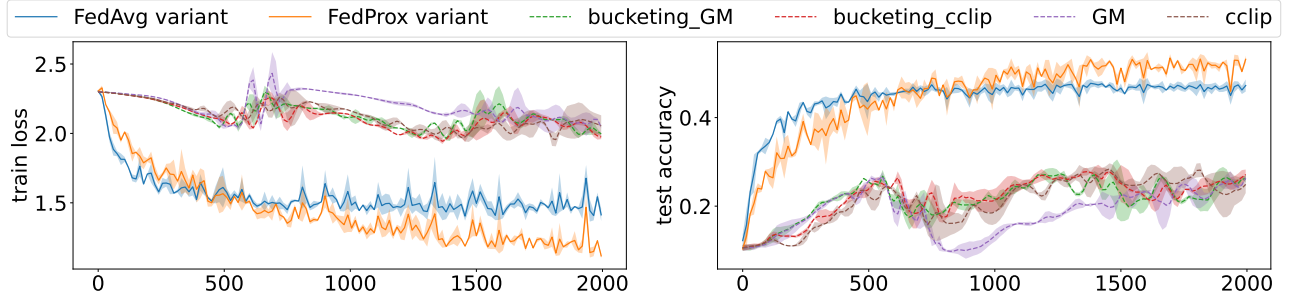 FedAvg variant FedProx variant bucketing_GM bucketing_cclip GM cclip
train loss
2.5
2.0
1.5
0 500 1000 1500 2000
test accuracy
0.4
0.2
0 500 1000 1500 2000